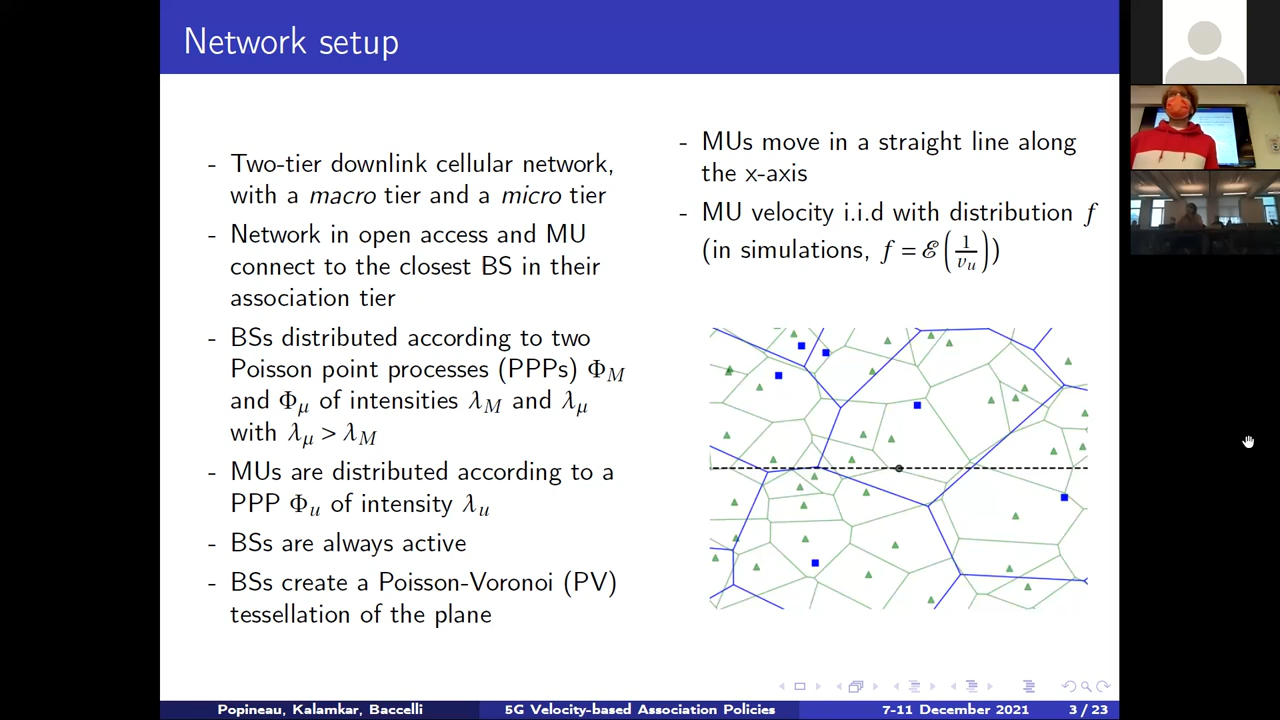 Network setup
- Two-tier downlink cellular network,
with a macro tier and a micro tier
- Network in open access and MU
connect to the closest BS in their
association tier
- BSs distributed according to two
Poisson point processes (PPPs) Φ_M
and Φ_μ of intensities λ_M and λ_μ
with λ_μ > λ_M
- MUs are distributed according to a
PPP Φ_u of intensity λ_u
- BSs are always active
- BSs create a Poisson-Voronoi (PV)
tessellation of the plane
- MUs move in a straight line along
the x-axis
- MU velocity i.i.d with distribution f
(in simulations, f = ℰ(1/v_u))
Popineau, Kalamkar, Baccelli
5G Velocity-based Association Policies
7-11 December 2021
3 / 23